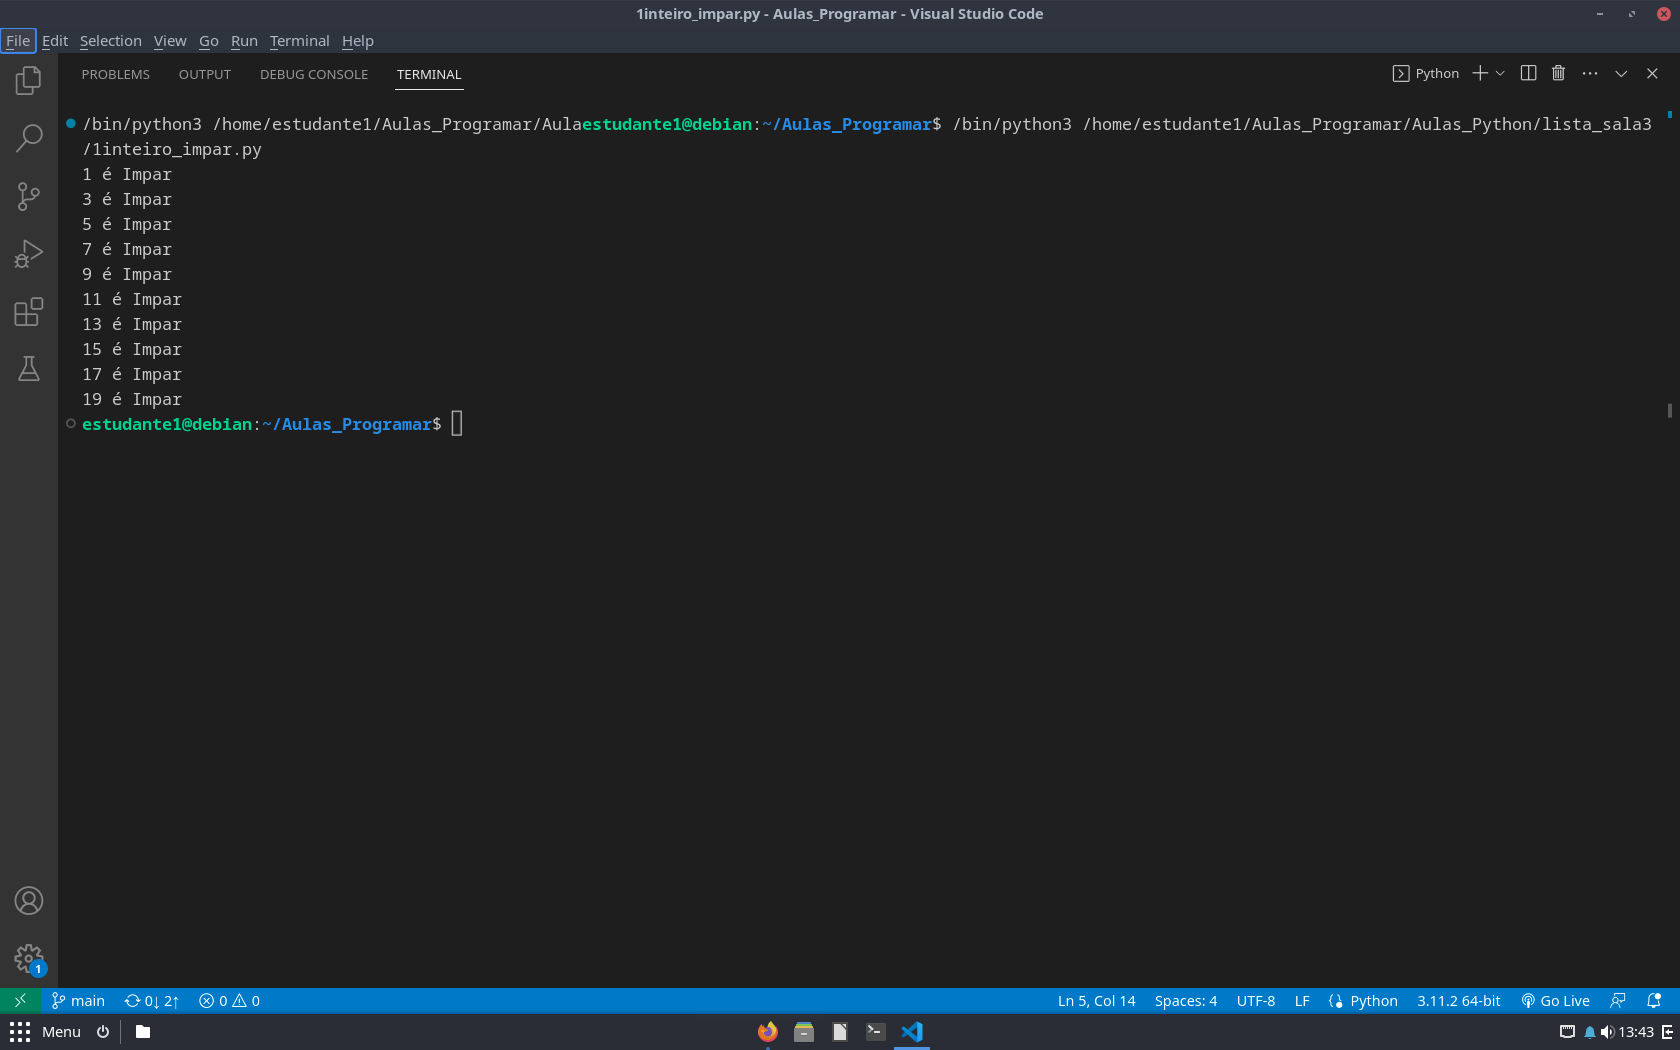 1inteiro_impar.py - Aulas_Programar - Visual Studio Code
File Edit Selection View Go Run Terminal Help
PROBLEMS OUTPUT DEBUG CONSOLE TERMINAL Python
/bin/python3 /home/estudante1/Aulas_Programar/Aulaestudante1@debian:~/Aulas_Programar$ /bin/python3 /home/estudante1/Aulas_Programar/Aulas_Python/lista_sala3
/1inteiro_impar.py
1 é Impar
3 é Impar
5 é Impar
7 é Impar
9 é Impar
11 é Impar
13 é Impar
15 é Impar
17 é Impar
19 é Impar
estudante1@debian:~/Aulas_Programar$
1
main 0↓ 2↑ 0 0 Ln 5, Col 14 Spaces: 4 UTF-8 LF Python 3.11.2 64-bit Go Live
Menu 13:43